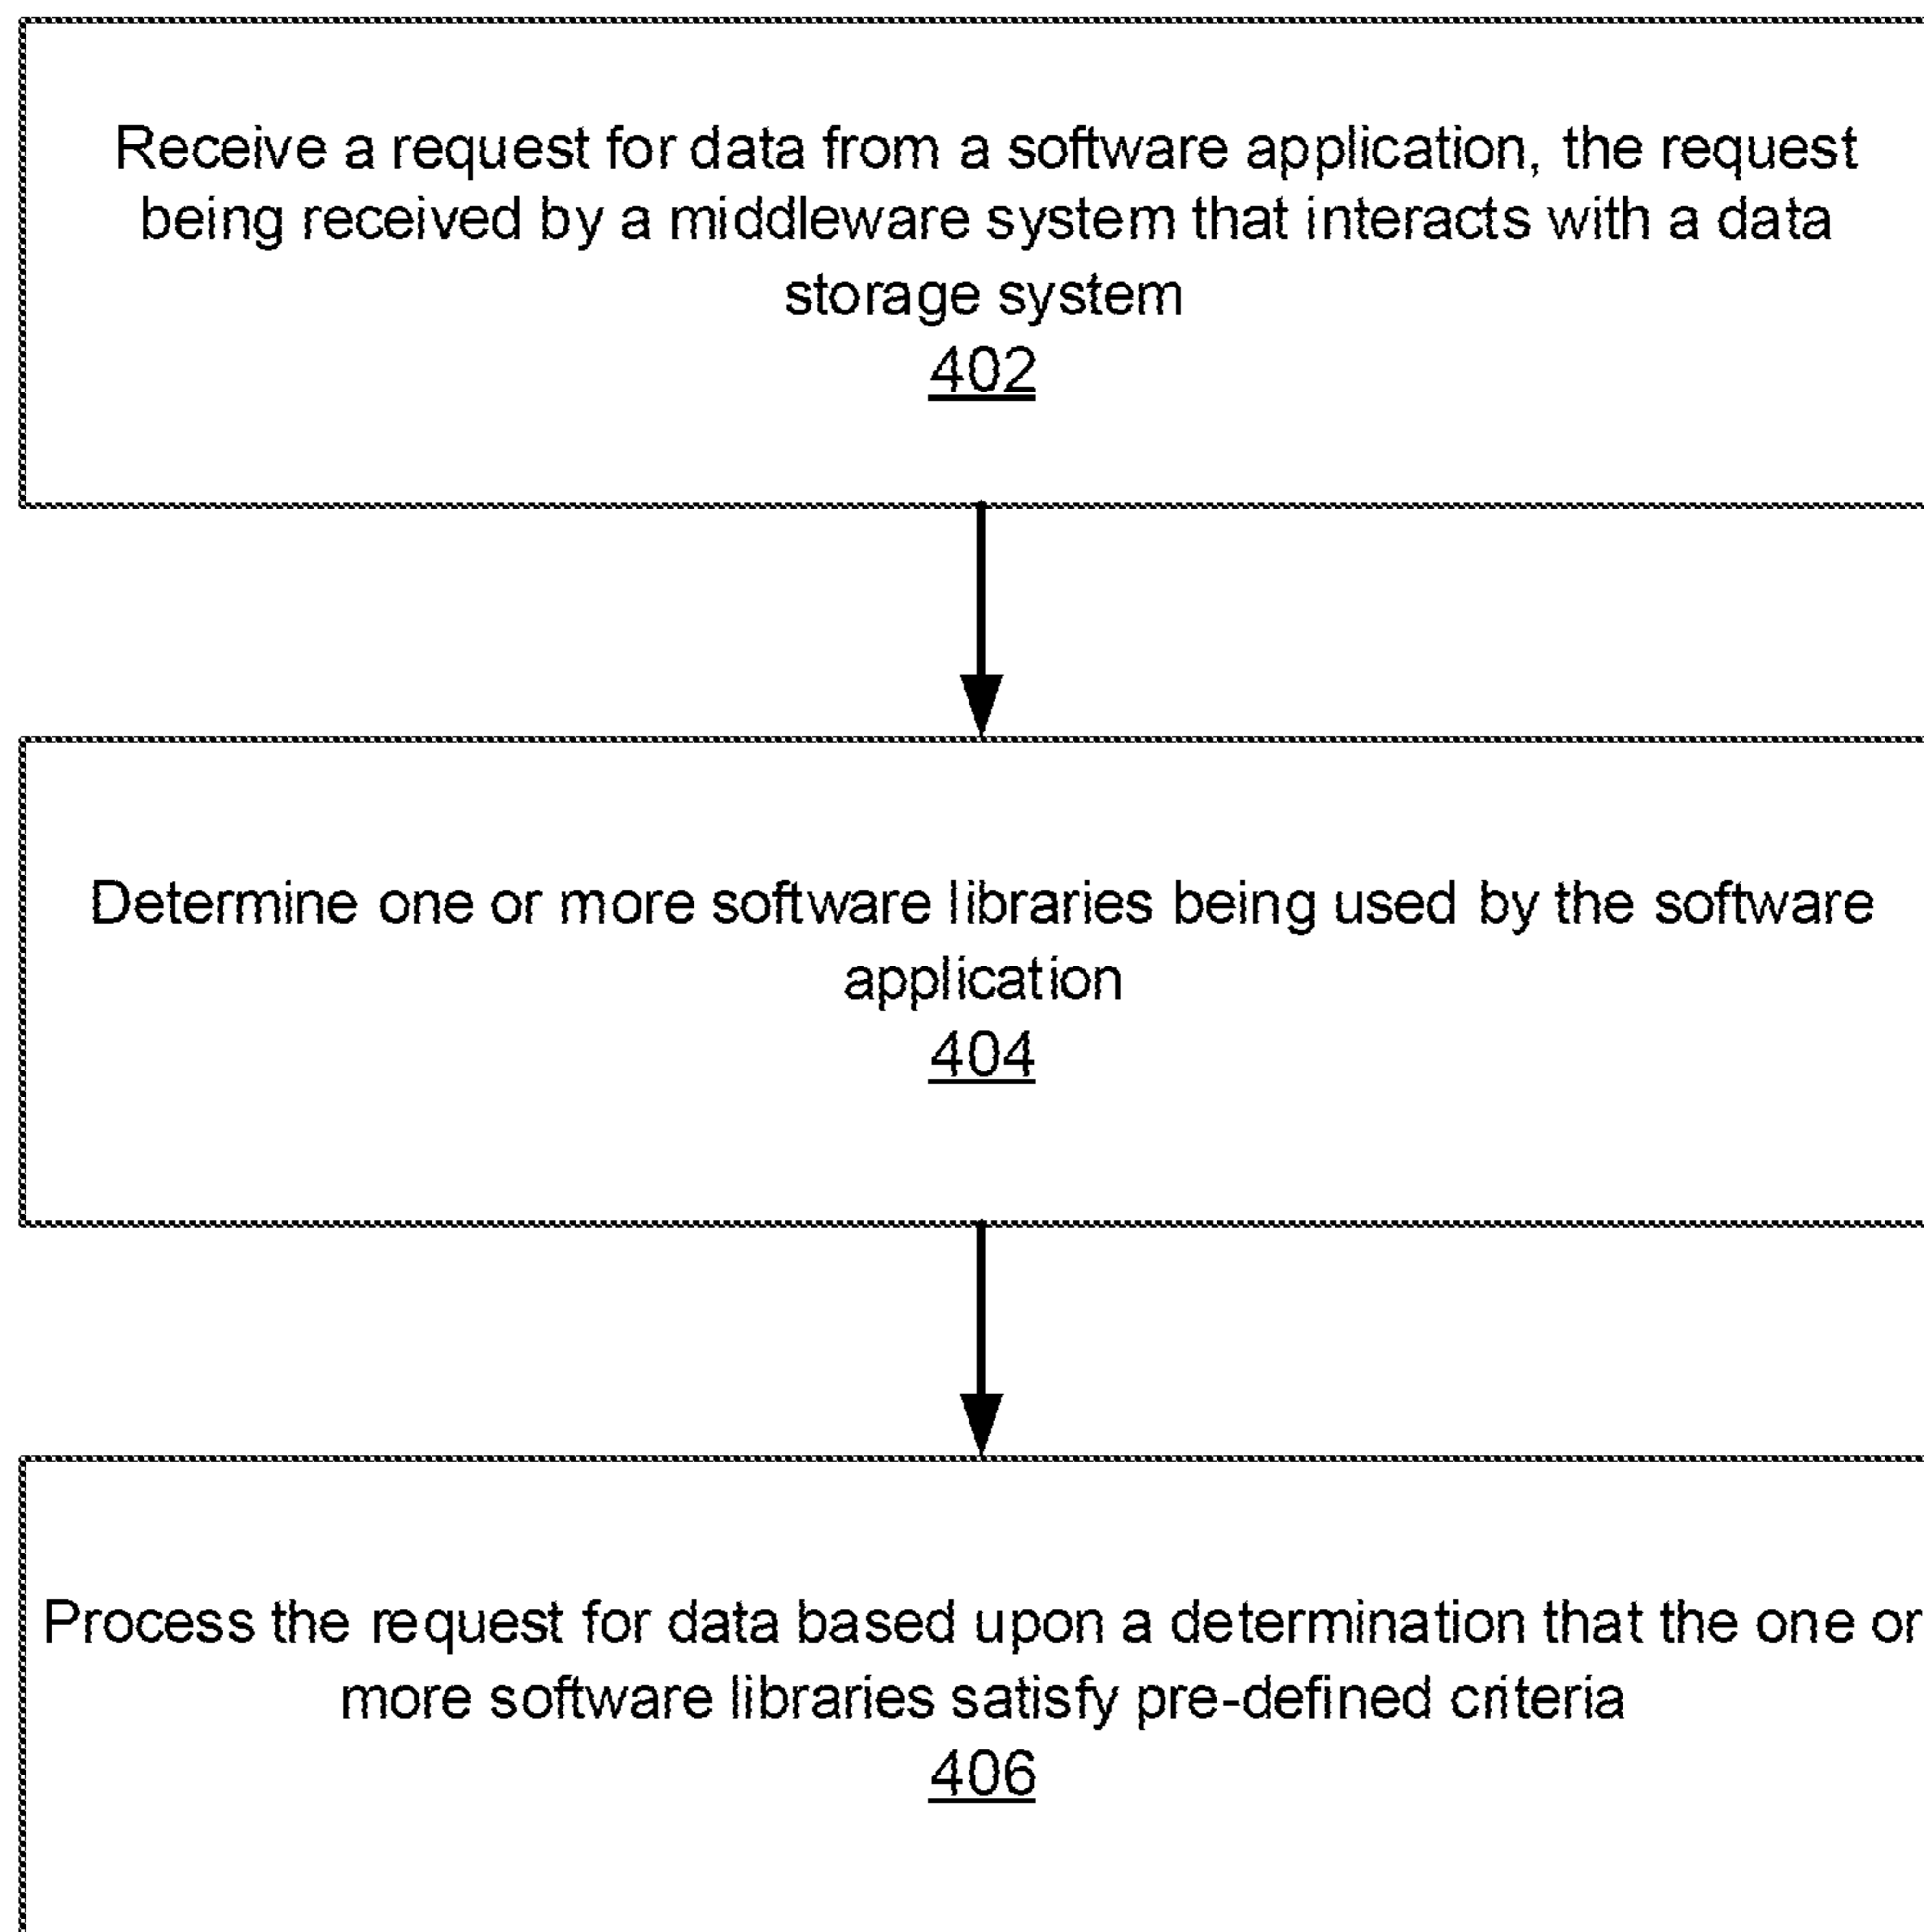 Receive a request for data from a software application, the request
being received by a middleware system that interacts with a data
storage system
402
Determine one or more software libraries being used by the software
application
404
Process the request for data based upon a determination that the one or
more software libraries satisfy pre-defined criteria
406